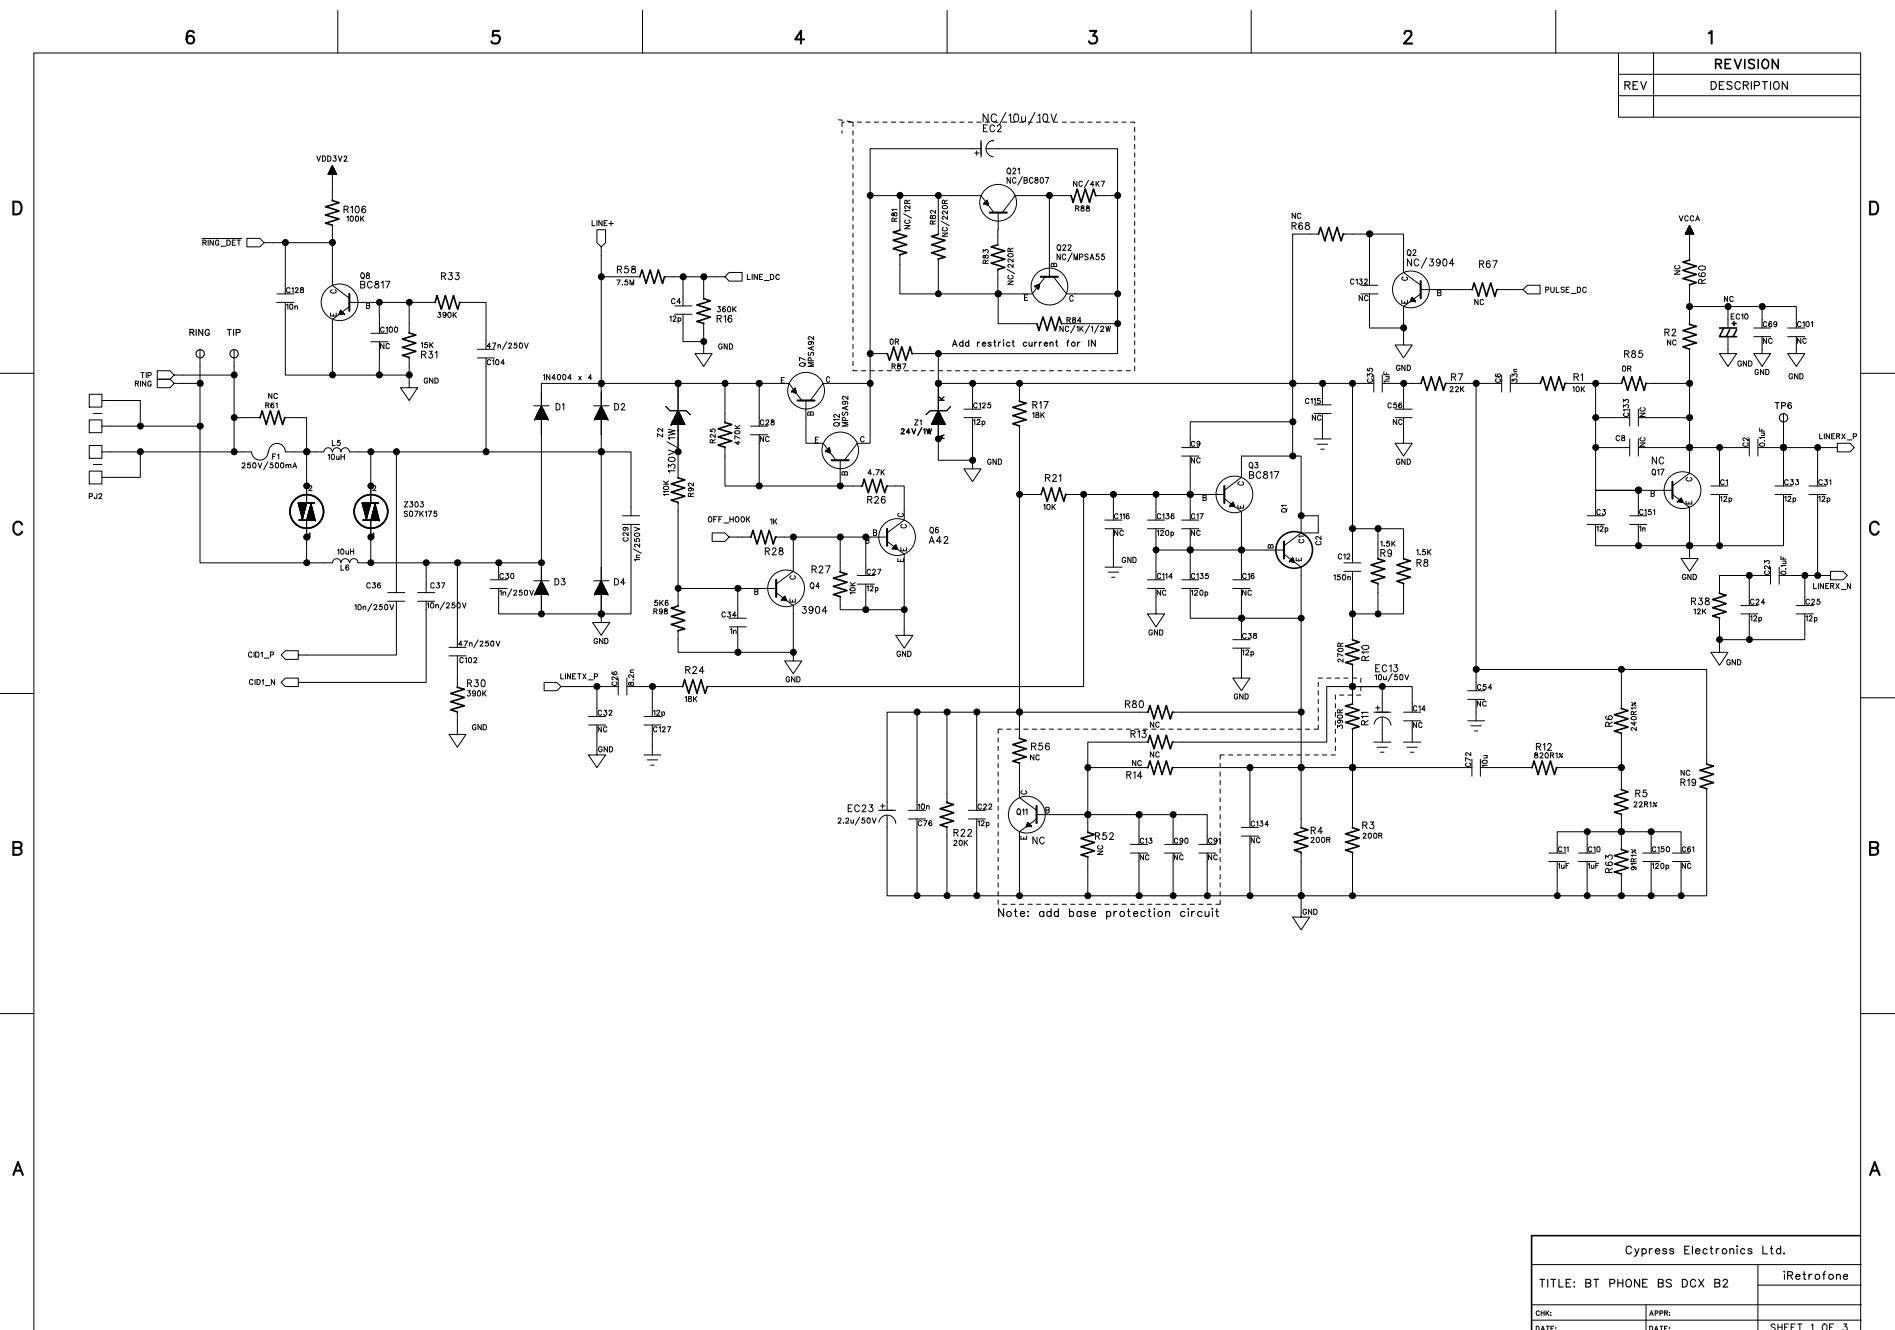 6 5 4 3 2 1
REVISION
REV DESCRIPTION
D
D
C
C
B
B
A
A
VDD3V2
R106
100K
RING_DET
Q8
BC817
C128
10n
C
B
E
C100
NC
R33
390K
15K
R31
GND
47n/250V
C104
RING TIP
TIP
RING
NC
R61
F1
250V/500mA
PJ2
L5
10uH
Z303
S07K175
10uH
L6
C36
10n/250V
C37
10n/250V
CID1_P
CID1_N
C30
1n/250V
47n/250V
C102
R30
390K
GND
LINE+
1N4004 x 4
D1
D2
D3
D4
GND
C29
1n/250V
R58
7.5M
LINE_DC
C4
12p
360K
R16
GND
Z2
130V/1W
110K
R92
R25
470K
C28
NC
Q7
MPSA92
E
C
B
Q12
MPSA92
E
C
B
4.7K
R26
OFF_HOOK
1K
R28
R27
10K
C27
12p
Q6
A42
B
C
E
GND
Q4
3904
B
C
E
5K6
R98
C34
1n
GND
LINETX_P
C26
8.2n
R24
18K
C32
NC
GND
12p
C127
NC/10u/10V
EC2
+
Q21
NC/BC807
NC/4K7
R88
R81
NC/12R
R82
NC/220R
R83
NC/220R
Q22
NC/MPSA55
B
E
C
R84
NC/1K/1/2W
Add restrict current for IN
0R
R87
Z1
24V/1W
K
A
C125
12p
GND
R17
18K
R21
10K
C116
NC
GND
C136
120p
C17
NC
C9
NC
Q3
BC817
B
C
E
Q1
B
C1
C2
E
C114
NC
GND
C135
120p
C16
NC
C38
12p
GND
NC
R68
C132
NC
Q2
NC/3904
C
B
E
R67
NC
PULSE_DC
GND
C115
NC
C35
1uF
C56
NC
GND
R7
22K
C6
33n
R1
10K
R85
0R
C12
150n
1.5K
R9
1.5K
R8
270R
R10
EC13
10u/50V
+
390R
R11
C14
NC
VCCA
NC
R60
R2
NC
NC
EC10
+
GND
C69
NC
GND
C101
NC
GND
C133
NC
C8
NC
NC
Q17
B
C
E
C3
12p
C151
1n
GND
C1
12p
C2
0.1uF
TP6
LINERX_P
C33
12p
C31
12p
C23
0.1uF
LINERX_N
R38
12K
C24
12p
C25
12p
GND
C54
NC
R6
240R1%
R12
820R1%
C72
10u
R5
22R1%
NC
R19
C11
1uF
C10
1uF
R63
91R1%
C150
120p
C61
NC
R80
NC
R13
NC
NC
R14
R56
NC
Q11
NC
C
B
E
R52
NC
C13
NC
C90
NC
C91
NC
C134
NC
R4
200R
R3
200R
GND
EC23
2.2u/50V
+
10n
C76
R22
20K
C22
12p
Note: add base protection circuit
Cypress Electronics Ltd.
TITLE: BT PHONE BS DCX B2
iRetrofone
CHK:
APPR:
DATE:
DATE:
SHEET 1 OF 3